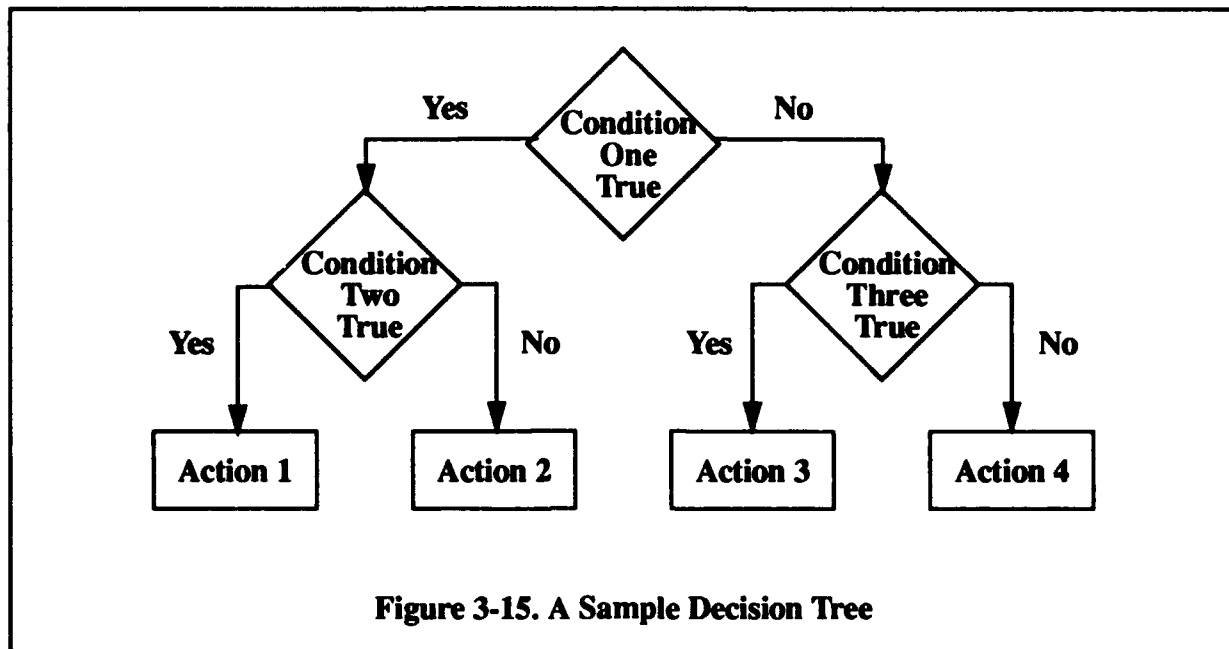 Yes
No
Condition
One
True
Condition
Two
True
Condition
Three
True
Yes
No
Yes
No
Action 1
Action 2
Action 3
Action 4
Figure 3-15. A Sample Decision Tree